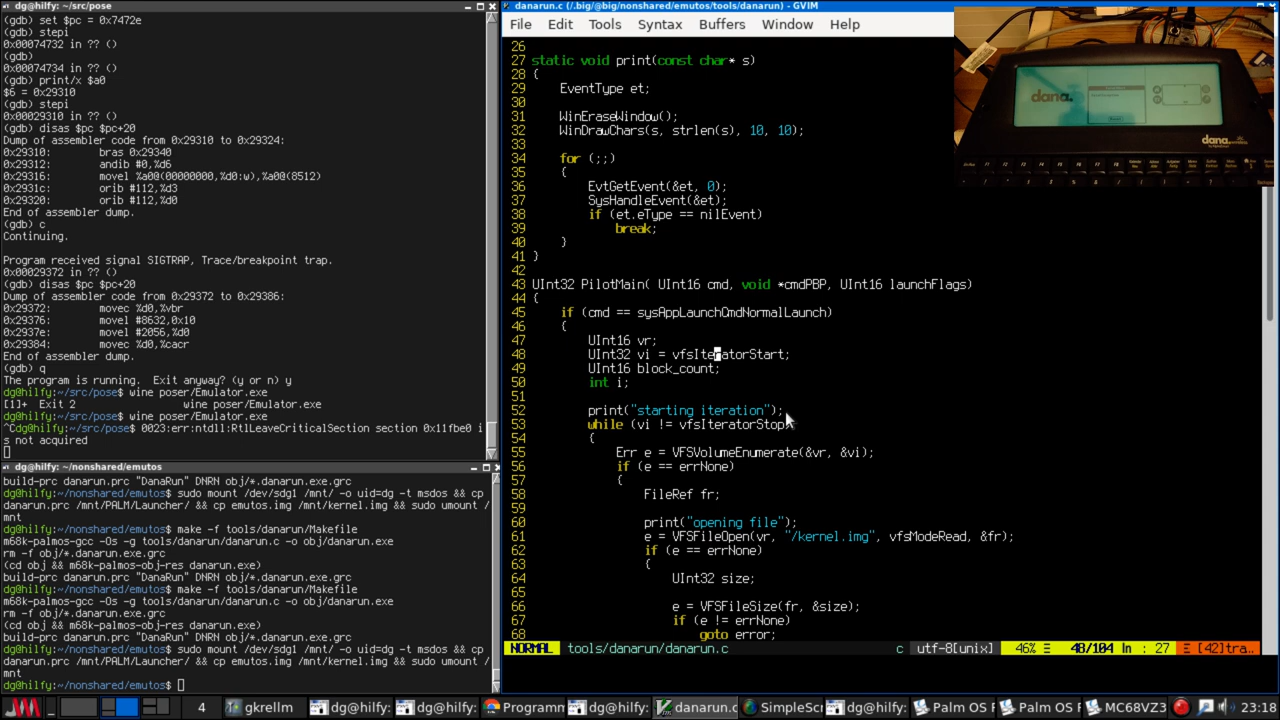 dg@hilfy: ~/src/pose
(gdb) set $pc = 0x7472e
(gdb) stepi
0x00074732 in ?? ()
(gdb)
0x00074734 in ?? ()
(gdb) print/x $a0
$6 = 0x29310
(gdb) stepi
0x00029310 in ?? ()
(gdb) disas $pc $pc+20
Dump of assembler code from 0x29310 to 0x29324:
0x29310:        bras 0x29340
0x29312:        andib #0,%d6
0x29316:        movel %a00(00000000,%d0:w),%a0@(8512)
0x2931c:        orib #112,%d3
0x29320:        orib #112,%d0
End of assembler dump.
(gdb) c
Continuing.
Program received signal SIGTRAP, Trace/breakpoint trap.
0x00029372 in ?? ()
(gdb) disas $pc $pc+20
Dump of assembler code from 0x29372 to 0x29386:
0x29372:        movec %d0,%vbr
0x29376:        movel #8632,0x10
0x2937e:        movel #2056,%d0
0x29384:        movec %d0,%cacr
End of assembler dump.
(gdb) q
The program is running.  Exit anyway? (y or n) y
dg@hilfy:~/src/pose$ wine poser/Emulator.exe
[1]+  Exit 2                  wine poser/Emulator.exe
dg@hilfy:~/src/pose$ wine poser/Emulator.exe
^Cdg@hilfy:~/src/pose$ 0023:err:ntdll:RtlLeaveCriticalSection section 0x11fbe0 i
s not acquired
dg@hilfy: ~/nonshared/emutos
build-prc danarun.prc "DanaRun" DNRN obj/*.danarun.exe.grc
dg@hilfy:~/nonshared/emutos$ sudo mount /dev/sdg1 /mnt/ -o uid=dg -t msdos && cp
danarun.prc /mnt/PALM/Launcher/ && cp emutos.img /mnt/kernel.img && sudo umount /
mnt
dg@hilfy:~/nonshared/emutos$ make -f tools/danarun/Makefile
m68k-palmos-gcc -Os -g tools/danarun/danarun.c -o obj/danarun.exe
rm -f obj/*.danarun.exe.grc
(cd obj && m68k-palmos-obj-res danarun.exe)
build-prc danarun.prc "DanaRun" DNRN obj/*.danarun.exe.grc
dg@hilfy:~/nonshared/emutos$ make -f tools/danarun/Makefile
m68k-palmos-gcc -Os -g tools/danarun/danarun.c -o obj/danarun.exe
rm -f obj/*.danarun.exe.grc
(cd obj && m68k-palmos-obj-res danarun.exe)
build-prc danarun.prc "DanaRun" DNRN obj/*.danarun.exe.grc
dg@hilfy:~/nonshared/emutos$ sudo mount /dev/sdg1 /mnt/ -o uid=dg -t msdos && cp
danarun.prc /mnt/PALM/Launcher/ && cp emutos.img /mnt/kernel.img && sudo umount /
mnt
dg@hilfy:~/nonshared/emutos$
danarun.c (/.big/@big/nonshared/emutos/tools/danarun) - GVIM
File Edit Tools Syntax Buffers Window Help
26
27 static void print(const char* s)
28 {
29     EventType et;
30
31     WinEraseWindow();
32     WinDrawChars(s, strlen(s), 10, 10);
33
34     for (;;)
35     {
36         EvtGetEvent(&et, 0);
37         SysHandleEvent(&et);
38         if (et.eType == nilEvent)
39             break;
40     }
41 }
42
43 UInt32 PilotMain( UInt16 cmd, void *cmdPBP, UInt16 launchFlags)
44 {
45     if (cmd == sysAppLaunchCmdNormalLaunch)
46     {
47         UInt16 vr;
48         UInt32 vi = vfsIteratorStart;
49         UInt16 block_count;
50         int i;
51
52         print("starting iteration");
53         while (vi != vfsIteratorStop)
54         {
55             Err e = VFSVolumeEnumerate(&vr, &vi);
56             if (e == errNone)
57             {
58                 FileRef fr;
59
60                 print("opening file");
61                 e = VFSFileOpen(vr, "/kernel.img", vfsModeRead, &fr);
62                 if (e == errNone)
63                 {
64                     UInt32 size;
65
66                     e = VFSFileSize(fr, &size);
67                     if (e != errNone)
68                         goto error;
NORMAL tools/danarun/danarun.c c utf-8[unix] 46% Ξ 48/104 ln : 27 Ξ [42]tra..
dana.
dana
4 gkrellm dg@hilfy: dg@hilfy: Programm dg@hilfy: danarun.c SimpleScr dg@hilfy: Palm OS F Palm OS F MC68VZ3 23:18